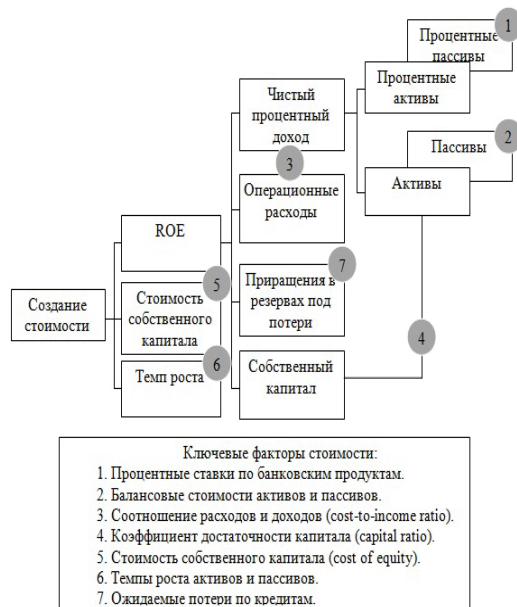 1
Процентные
пассивы
Процентные
активы
Чистый
процентный
доход
2
Пассивы
Активы
3
Операционные
расходы
ROE
7
Приращения в
резервах под
потери
5
Создание
стоимости
Стоимость
собственного
капитала
4
6
Темп роста
Собственный
капитал
Ключевые факторы стоимости:
1. Процентные ставки по банковским продуктам.
2. Балансовые стоимости активов и пассивов.
3. Соотношение расходов и доходов (cost-to-income ratio).
4. Коэффициент достаточности капитала (capital ratio).
5. Стоимость собственного капитала (cost of equity).
6. Темпы роста активов и пассивов.
7. Ожидаемые потери по кредитам.